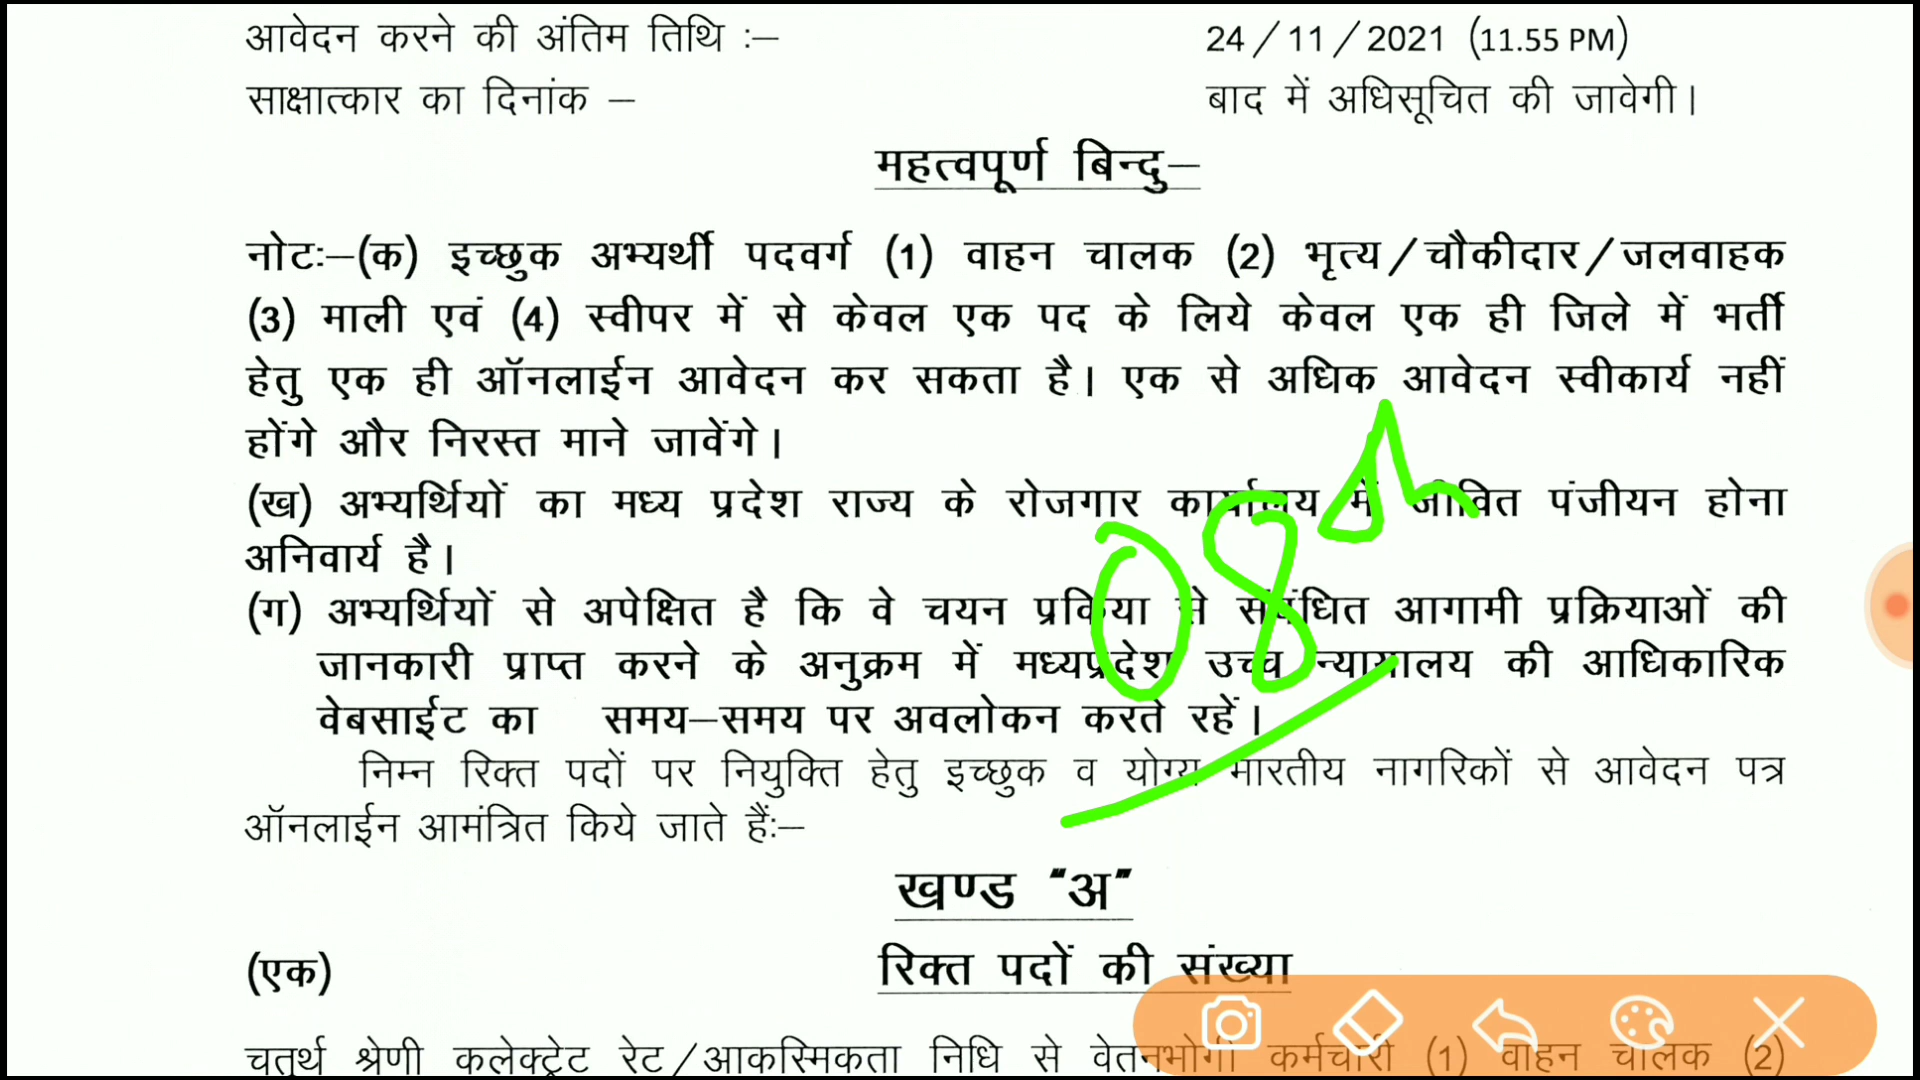 आवेदन करने की अंतिम तिथि :– 24/11/2021 (11.55 PM)
साक्षात्कार का दिनांक – बाद में अधिसूचित की जावेगी।
महत्वपूर्ण बिन्दु–
नोटः–(क) इच्छुक अभ्यर्थी पदवर्ग (1) वाहन चालक (2) भृत्य/चौकीदार/जलवाहक
(3) माली एवं (4) स्वीपर में से केवल एक पद के लिये केवल एक ही जिले में भर्ती
हेतु एक ही ऑनलाईन आवेदन कर सकता है। एक से अधिक आवेदन स्वीकार्य नहीं
होंगे और निरस्त माने जावेंगे।
(ख) अभ्यर्थियों का मध्य प्रदेश राज्य के रोजगार कार्यालय में जीवित पंजीयन होना
अनिवार्य है।
(ग) अभ्यर्थियों से अपेक्षित है कि वे चयन प्रकिया से संबंधित आगामी प्रक्रियाओं की
जानकारी प्राप्त करने के अनुक्रम में मध्यप्रदेश उच्च न्यायालय की आधिकारिक
वेबसाईट का समय–समय पर अवलोकन करते रहें।
निम्न रिक्त पदों पर नियुक्ति हेतु इच्छुक व योग्य भारतीय नागरिकों से आवेदन पत्र
ऑनलाईन आमंत्रित किये जाते हैंः–
खण्ड "अ"
(एक) रिक्त पदों की संख्या
चतुर्थ श्रेणी कलेक्ट्रेट रेट/आकस्मिकता निधि से वेतनभोगी कर्मचारी (1) वाहन चालक (2)
08